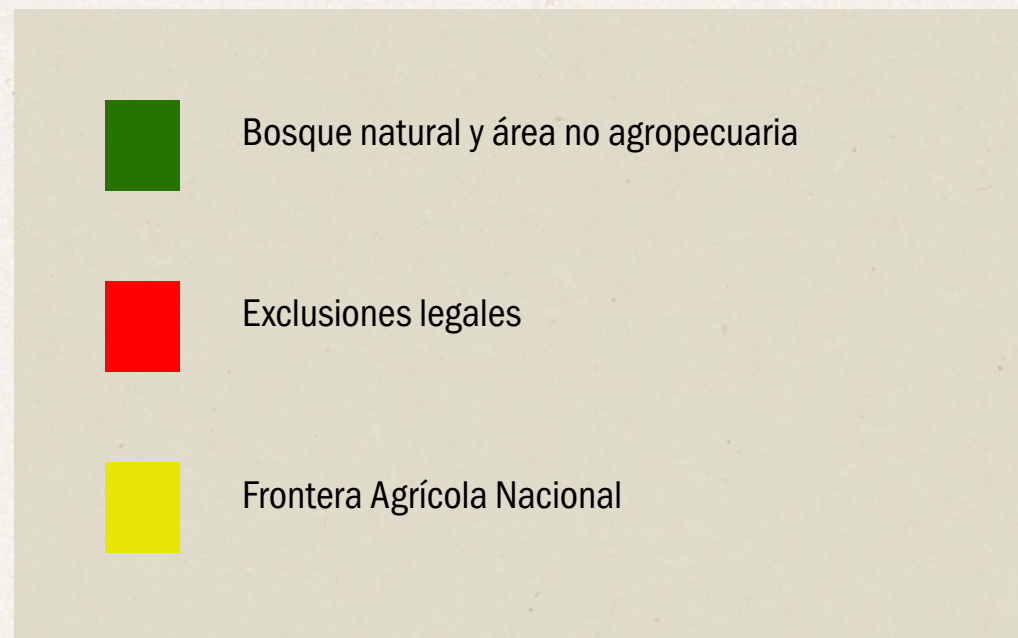 Bosque natural y área no agropecuaria
Exclusiones legales
Frontera Agrícola Nacional